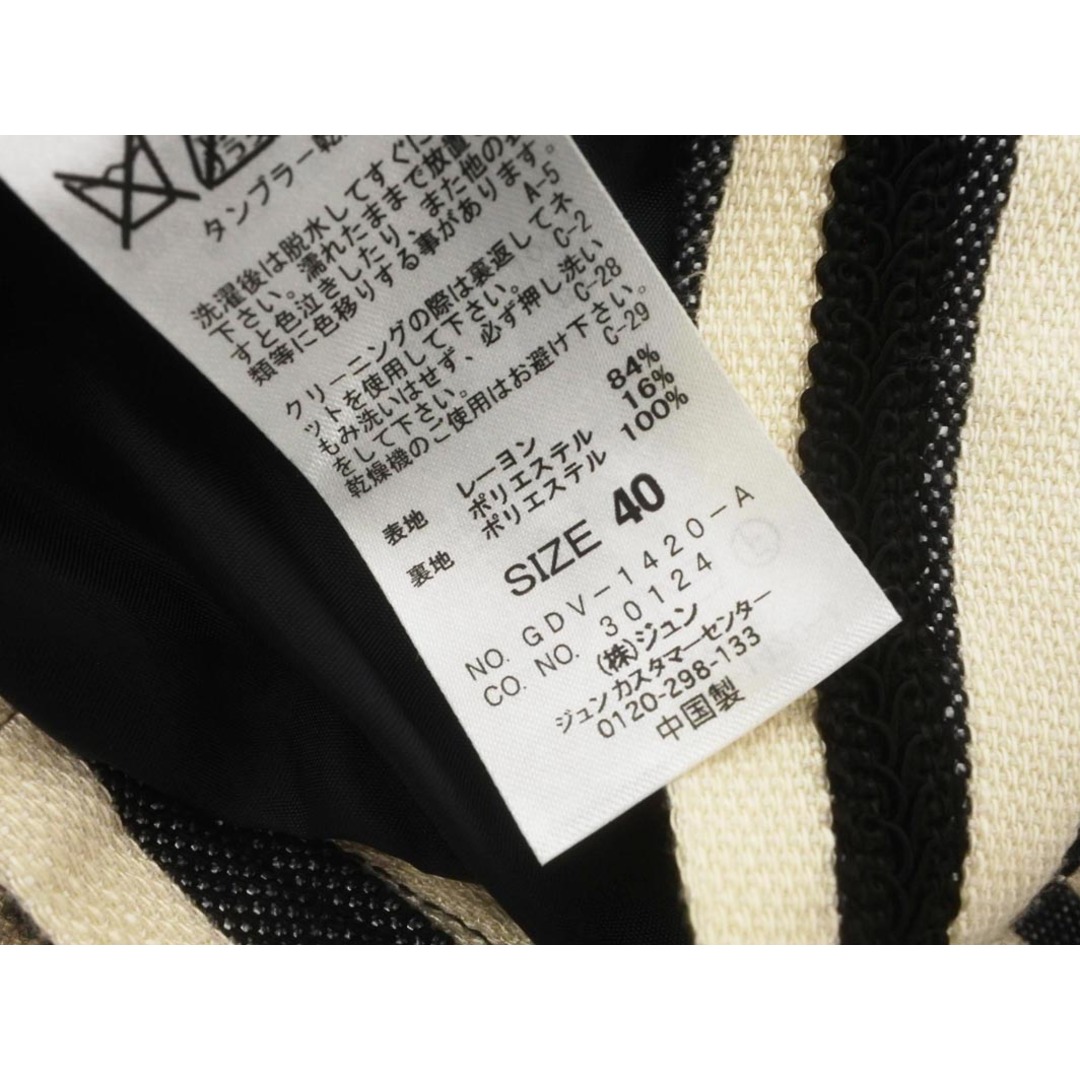 タンブラー乾
洗濯後は脱水してすぐに
下さい。濡れたままで放置
すと色泣きしたり、また他の
類等に色移りする事があります。
A-5
クリーニングの際は裏返してネ
ットを使用して下さい。 C-2
もみ洗いはせず、必ず押し洗い
をして下さい。 C-28
乾燥機のご使用はお避け下さい。
C-29
表地 レーヨン 84%
ポリエステル 16%
裏地 ポリエステル 100%
SIZE 40
NO. GDV-1420-A
CO. NO. 30124
(株)ジュン
ジュン カスタマーセンター
0120-298-133
中国製